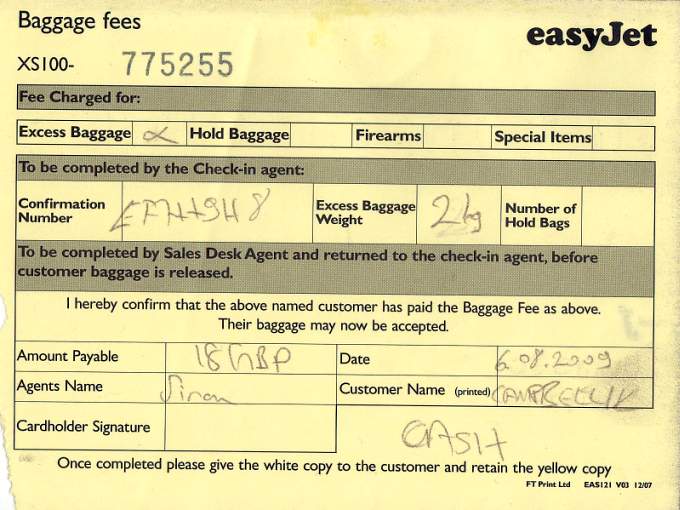 Baggage fees
easyJet
XS100- 775255
Fee Charged for:
Excess Baggage Hold Baggage Firearms Special Items
To be completed by the Check-in agent:
Confirmation Number Excess Baggage Weight 2kg Number of Hold Bags
To be completed by Sales Desk Agent and returned to the check-in agent, before
customer baggage is released.
I hereby confirm that the above named customer has paid the Baggage Fee as above.
Their baggage may now be accepted.
Amount Payable 18 GBP Date 6.08.2009
Agents Name Customer Name (printed)
Cardholder Signature CASH
Once completed please give the white copy to the customer and retain the yellow copy
FT Print Ltd EAS121 V03 12/07